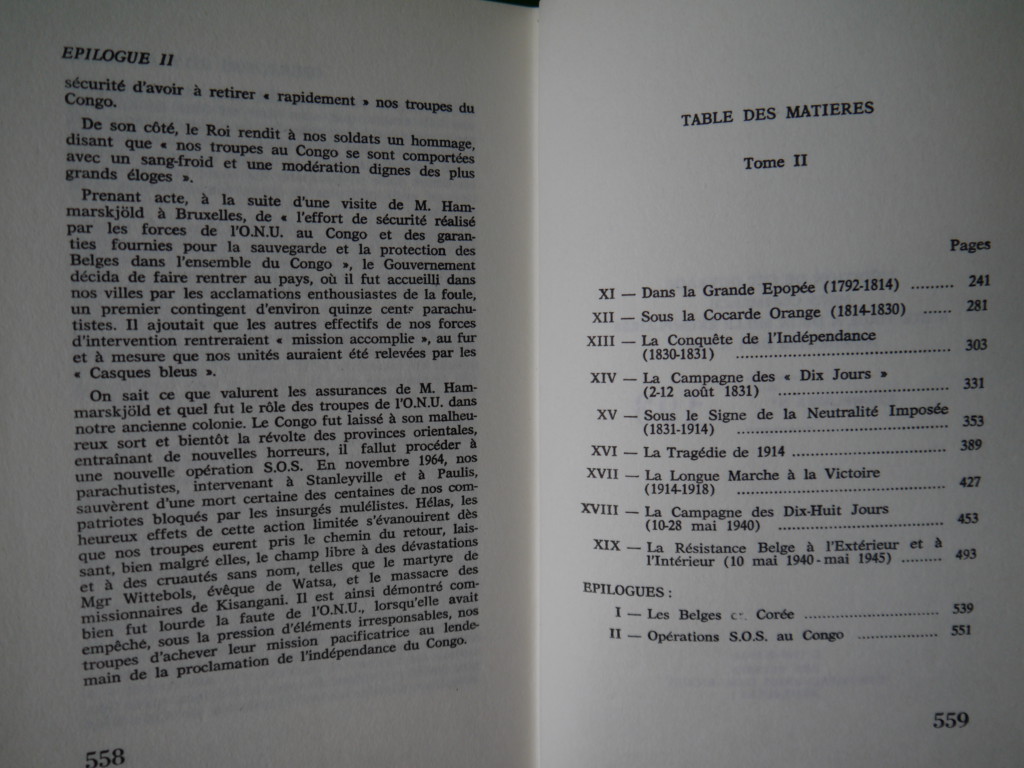 EPILOGUE II
sécurité d'avoir à retirer « rapidement » nos troupes du
Congo.
De son côté, le Roi rendit à nos soldats un hommage,
disant que « nos troupes au Congo se sont comportées
avec un sang-froid et une modération dignes des plus
grands éloges ».
Prenant acte, à la suite d'une visite de M. Ham-
marskjöld à Bruxelles, de « l'effort de sécurité réalisé
par les forces de l'O.N.U. au Congo et des garan-
ties fournies pour la sauvegarde et la protection des
Belges dans l'ensemble du Congo », le Gouvernement
décida de faire rentrer au pays, où il fut accueilli dans
nos villes par les acclamations enthousiastes de la foule,
un premier contingent d'environ quinze cents parachu-
tistes. Il ajoutait que les autres effectifs de nos forces
d'intervention rentreraient « mission accomplie », au fur
et à mesure que nos unités auraient été relevées par les
« Casques bleus ».
On sait ce que valurent les assurances de M. Ham-
marskjöld et quel fut le rôle des troupes de l'O.N.U. dans
notre ancienne colonie. Le Congo fut laissé à son malheu-
reux sort et bientôt la révolte des provinces orientales,
entraînant de nouvelles horreurs, il fallut procéder à
une nouvelle opération S.O.S. En novembre 1964, nos
parachutistes, intervenant à Stanleyville et à Paulis,
sauvèrent d'une mort certaine des centaines de nos com-
patriotes bloqués par les insurgés mulélistes. Hélas, les
heureux effets de cette action limitée s'évanouirent dès
que nos troupes eurent pris le chemin du retour, lais-
sant, bien malgré elles, le champ libre à des dévastations
et à des cruautés sans nom, telles que le martyre de
Mgr Wittebols, évêque de Watsa, et le massacre des
missionnaires de Kisangani. Il est ainsi démontré com-
bien fut lourde la faute de l'O.N.U., lorsqu'elle avait
empêché, sous la pression d'éléments irresponsables, nos
troupes d'achever leur mission pacificatrice au lende-
main de la proclamation de l'indépendance du Congo.
558
TABLE DES MATIERES
Tome II
Pages
XI — Dans la Grande Epopée (1792-1814) ......... 241
XII — Sous la Cocarde Orange (1814-1830) ...... 281
XIII — La Conquête de l'Indépendance
(1830-1831) ........................................ 303
XIV — La Campagne des « Dix Jours »
(2-12 août 1831) ................................ 331
XV — Sous le Signe de la Neutralité Imposée
(1831-1914) ........................................ 353
XVI — La Tragédie de 1914 ............................. 389
XVII — La Longue Marche à la Victoire
(1914-1918) ........................................ 427
XVIII — La Campagne des Dix-Huit Jours
(10-28 mai 1940) ................................ 453
XIX — La Résistance Belge à l'Extérieur et à
l'Intérieur (10 mai 1940 - mai 1945) ......... 493
EPILOGUES :
I — Les Belges Corée ............................ 539
II — Opérations S.O.S. au Congo ................ 551
559